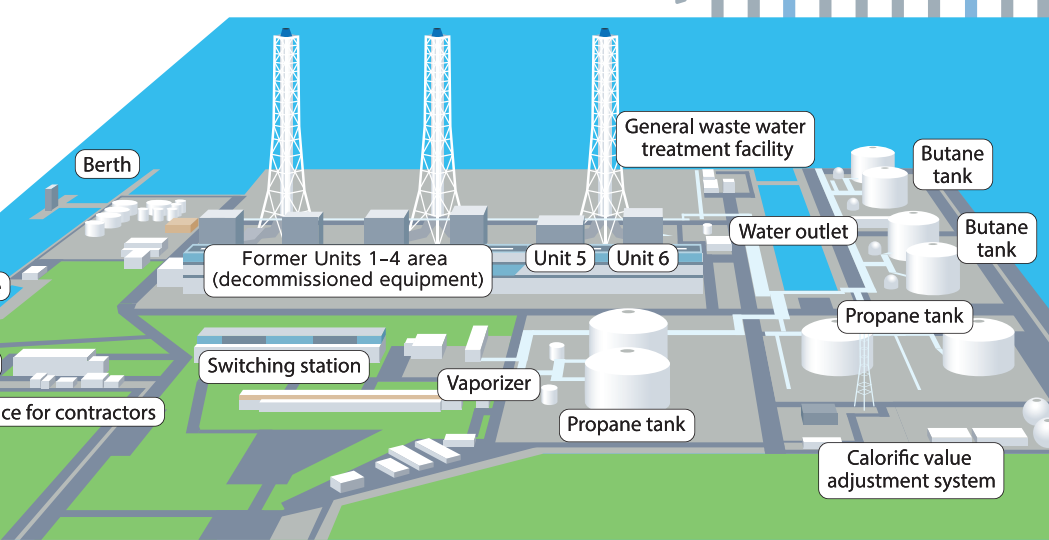 General waste water
treatment facility
Berth
Butane
tank
Water outlet
Butane
tank
Former Units 1–4 area
(decommissioned equipment)
Unit 5
Unit 6
Propane tank
Switching station
Vaporizer
ce for contractors
Propane tank
Calorific value
adjustment system